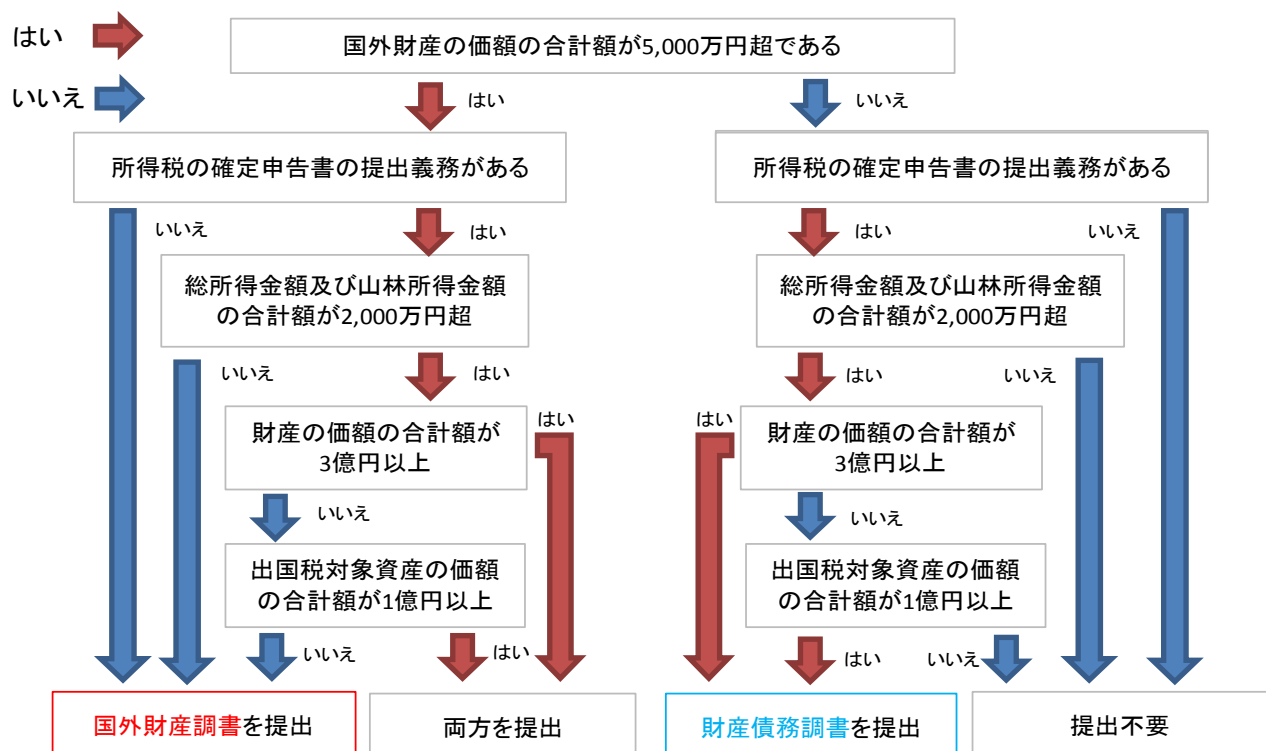 はい
国外財産の価額の合計額が5,000万円超である
いいえ
はい
いいえ
所得税の確定申告書の提出義務がある
所得税の確定申告書の提出義務がある
いいえ
はい
はい
いいえ
総所得金額及び山林所得金額
の合計額が2,000万円超
総所得金額及び山林所得金額
の合計額が2,000万円超
いいえ
はい
はい
いいえ
財産の価額の合計額が
3億円以上
はい
はい
財産の価額の合計額が
3億円以上
いいえ
いいえ
出国税対象資産の価額
の合計額が1億円以上
出国税対象資産の価額
の合計額が1億円以上
いいえ
はい
はい
いいえ
国外財産調書を提出
両方を提出
財産債務調書を提出
提出不要